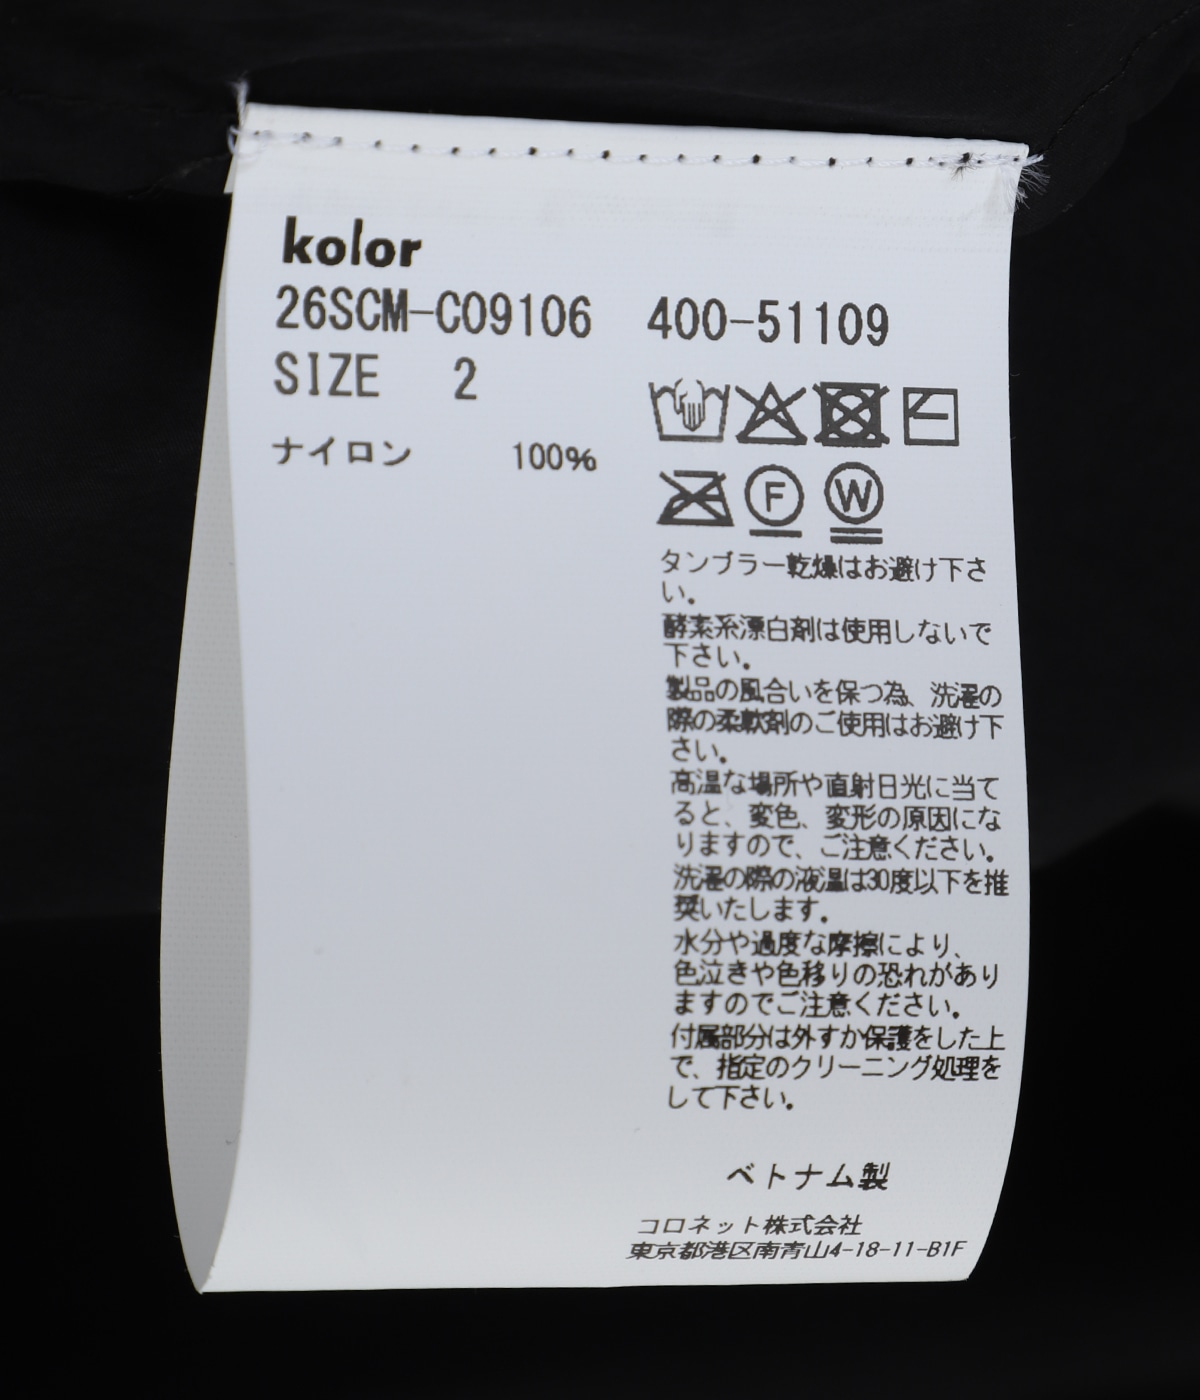 kolor
26SCM-C09106 400-51109
SIZE 2
ナイロン 100%
F W
タンブラー乾燥はお避け下さ
い。
酵素系漂白剤は使用しないで
下さい。
製品の風合いを保つ為、洗濯の
際の柔軟剤のご使用はお避け下
さい。
高温な場所や直射日光に当て
ると、変色、変形の原因にな
りますので、ご注意ください。
洗濯の際の液温は30度以下を推
奨いたします。
水分や過度な摩擦により、
色泣きや色移りの恐れがあり
ますのでご注意ください。
付属部分は外すか保護をした上
で、指定のクリーニング処理を
して下さい。
ベトナム製
コロネット株式会社
東京都港区南青山4-18-11-B1F